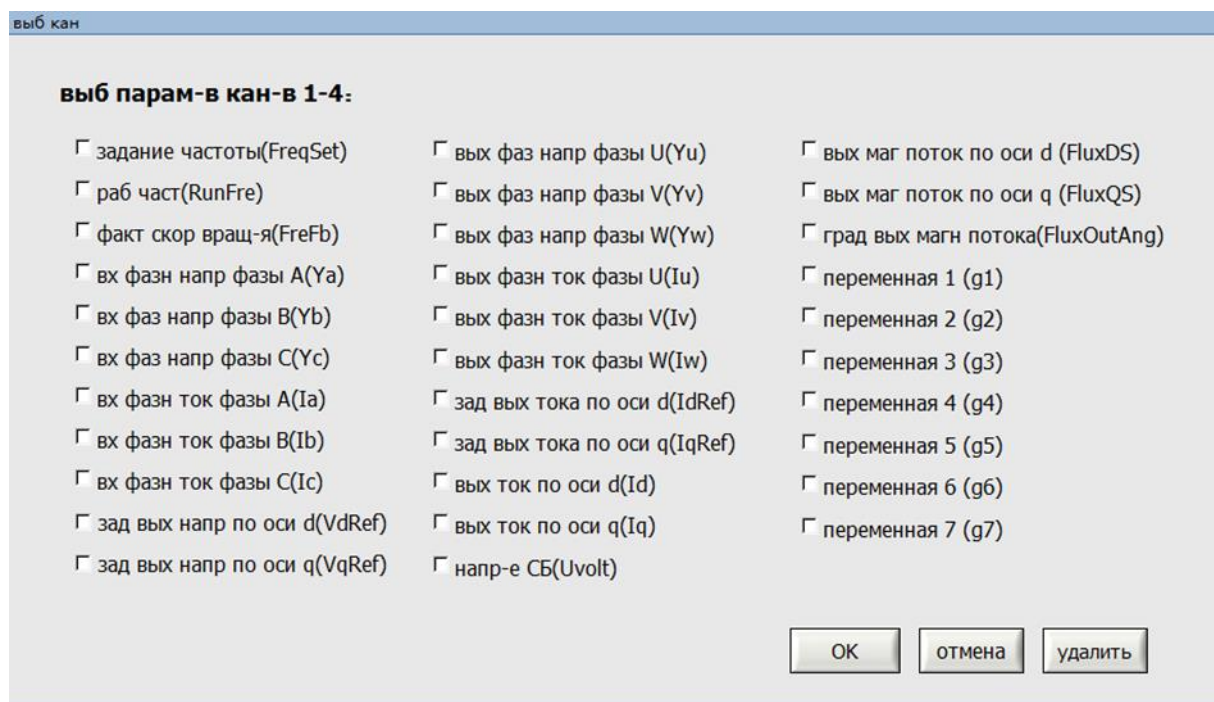 выб кан
выб парам-в кан-в 1-4:
задание частоты(FreqSet)
раб част(RunFre)
факт скор вращ-я(FreFb)
вх фазн напр фазы A(Ya)
вх фаз напр фазы B(Yb)
вх фаз напр фазы C(Yc)
вх фазн ток фазы A(Ia)
вх фазн ток фазы B(Ib)
вх фазн ток фазы C(Ic)
зад вых напр по оси d(VdRef)
зад вых напр по оси q(VqRef)
вых фаз напр фазы U(Yu)
вых фаз напр фазы V(Yv)
вых фаз напр фазы W(Yw)
вых фазн ток фазы U(Iu)
вых фазн ток фазы V(Iv)
вых фазн ток фазы W(Iw)
зад вых тока по оси d(IdRef)
зад вых тока по оси q(IqRef)
вых ток по оси d(Id)
вых ток по оси q(Iq)
напр-е СБ(Uvolt)
вых маг поток по оси d (FluxDS)
вых маг поток по оси q (FluxQS)
град вых магн потока(FluxOutAng)
переменная 1 (g1)
переменная 2 (g2)
переменная 3 (g3)
переменная 4 (g4)
переменная 5 (g5)
переменная 6 (g6)
переменная 7 (g7)
OK
отмена
удалить